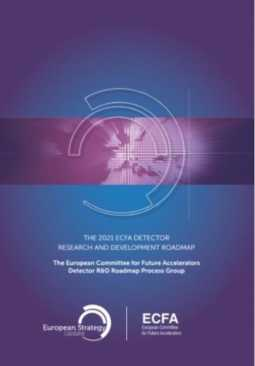 THE 2021 ECFA DETECTOR
RESEARCH AND DEVELOPMENT ROADMAP
The European Committee for Future Accelerators
Detector R&D Roadmap Process Group
European Strategy
ECFA
European Committee
for Future Accelerators